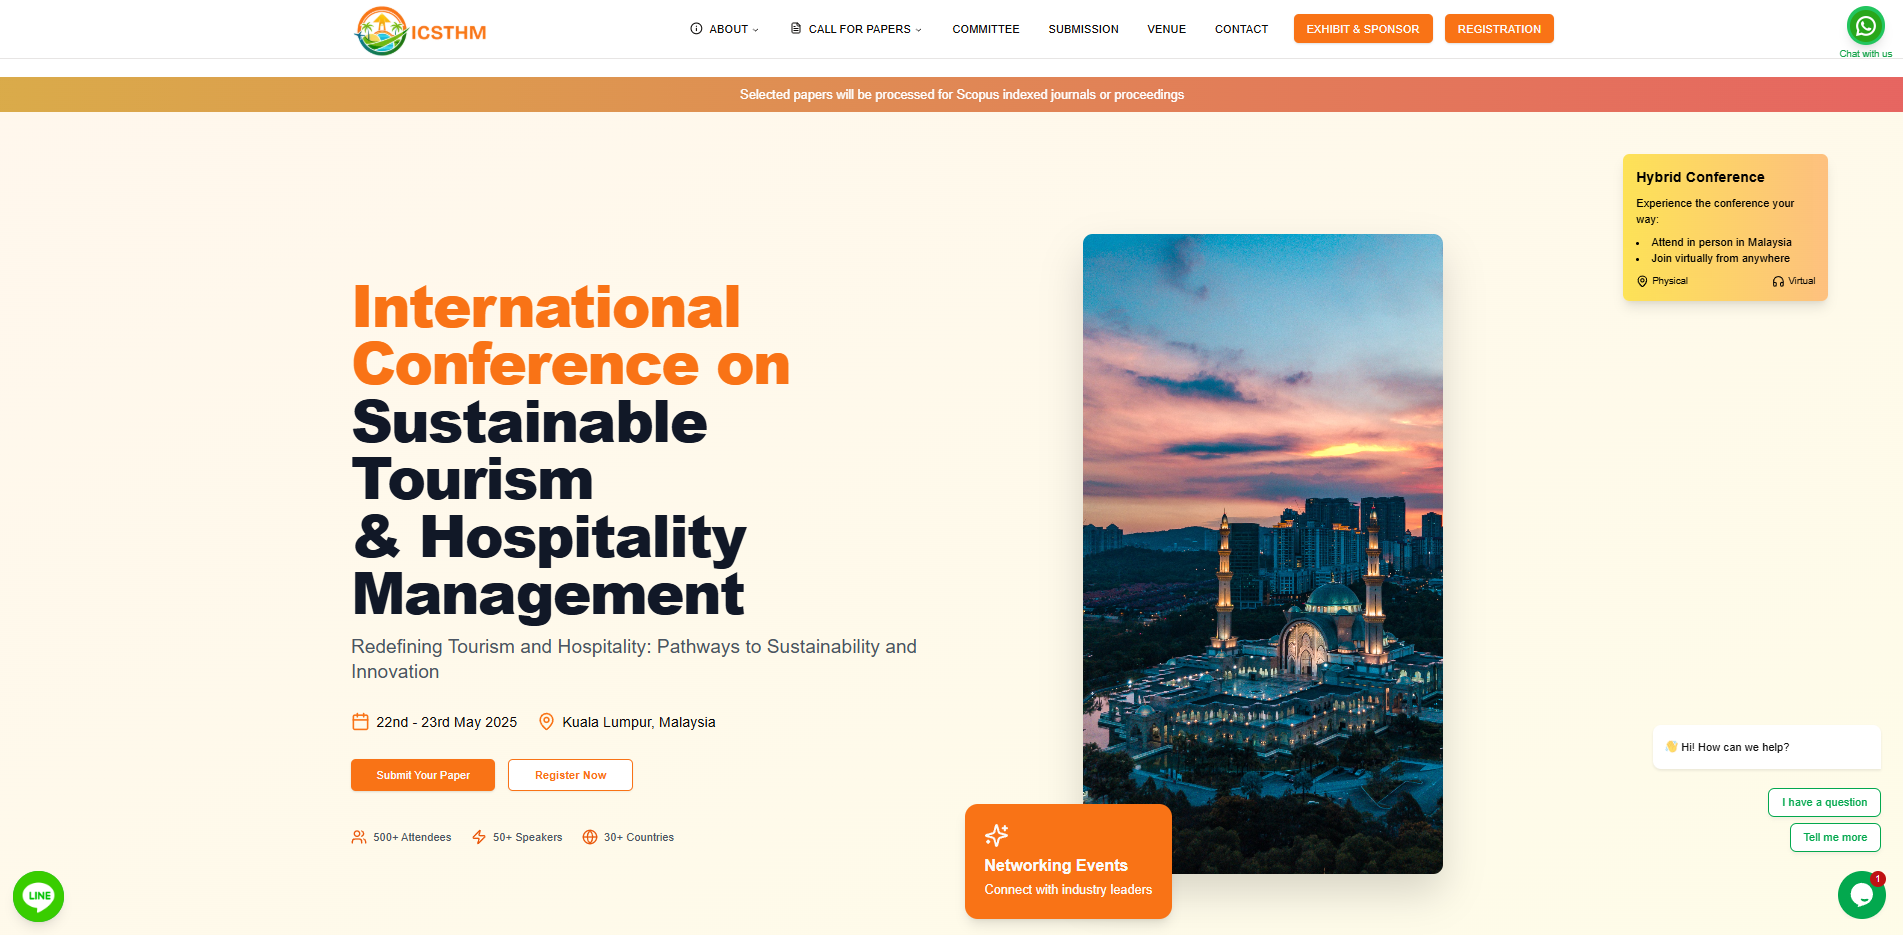 ICSTHM
ABOUT
CALL FOR PAPERS
COMMITTEE
SUBMISSION
VENUE
CONTACT
EXHIBIT & SPONSOR
REGISTRATION
Chat with us
Selected papers will be processed for Scopus indexed journals or proceedings
Hybrid Conference
Experience the conference your
way:
• Attend in person in Malaysia
• Join virtually from anywhere
Physical
Virtual
International
Conference on
Sustainable
Tourism
& Hospitality
Management
Redefining Tourism and Hospitality: Pathways to Sustainability and
Innovation
22nd - 23rd May 2025
Kuala Lumpur, Malaysia
Submit Your Paper
Register Now
500+ Attendees
50+ Speakers
30+ Countries
Networking Events
Connect with industry leaders
👋 Hi! How can we help?
I have a question
Tell me more
LINE
1